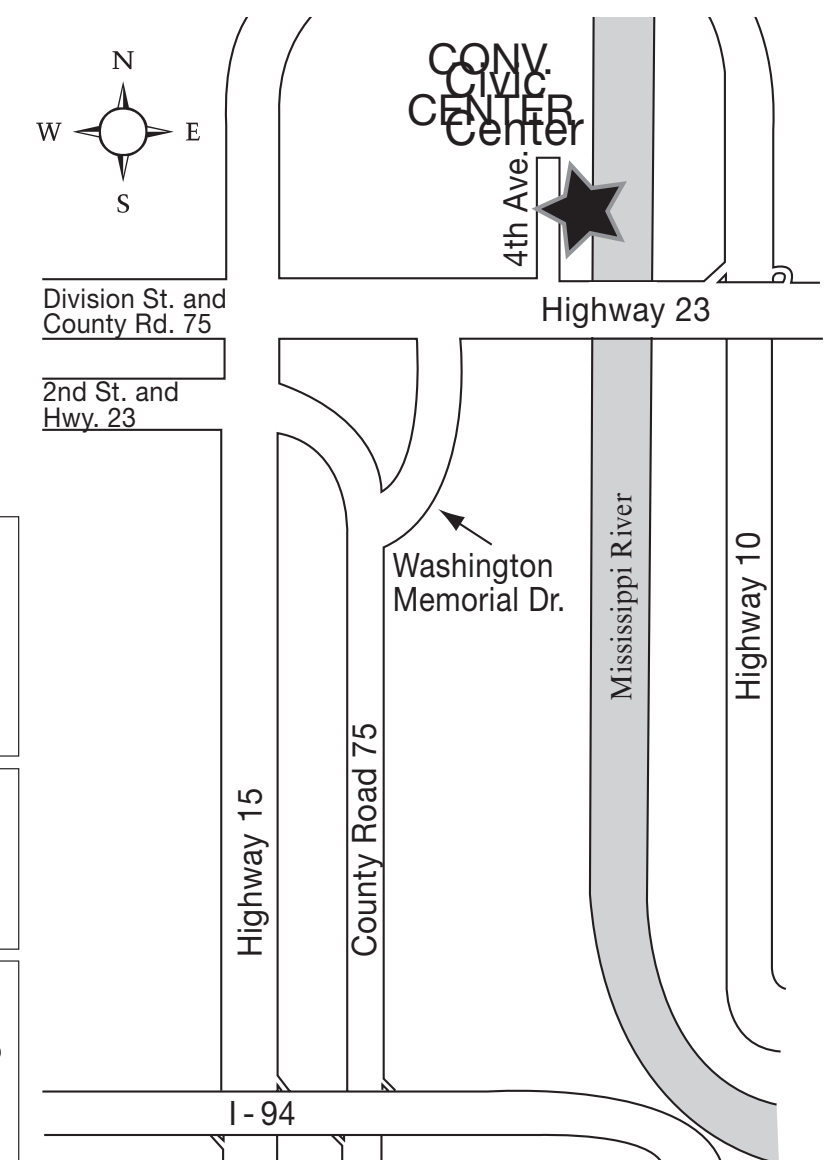 N
W
E
S
CONV.
Civic
CENTER
Center
4th Ave.
Division St. and
County Rd. 75
Highway 23
2nd St. and
Hwy. 23
Washington
Memorial Dr.
Mississippi River
Highway 10
County Road 75
Highway 15
I - 94